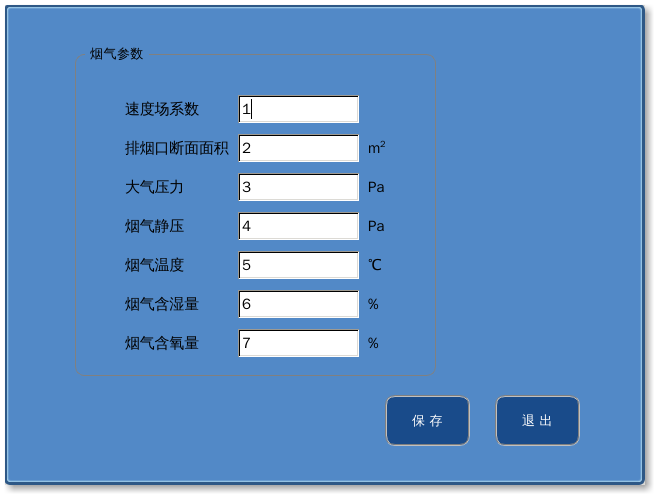 烟气参数
速度场系数 1
排烟口断面面积 2 m²
大气压力 3 Pa
烟气静压 4 Pa
烟气温度 5 ℃
烟气含湿量 6 %
烟气含氧量 7 %
保 存 退 出